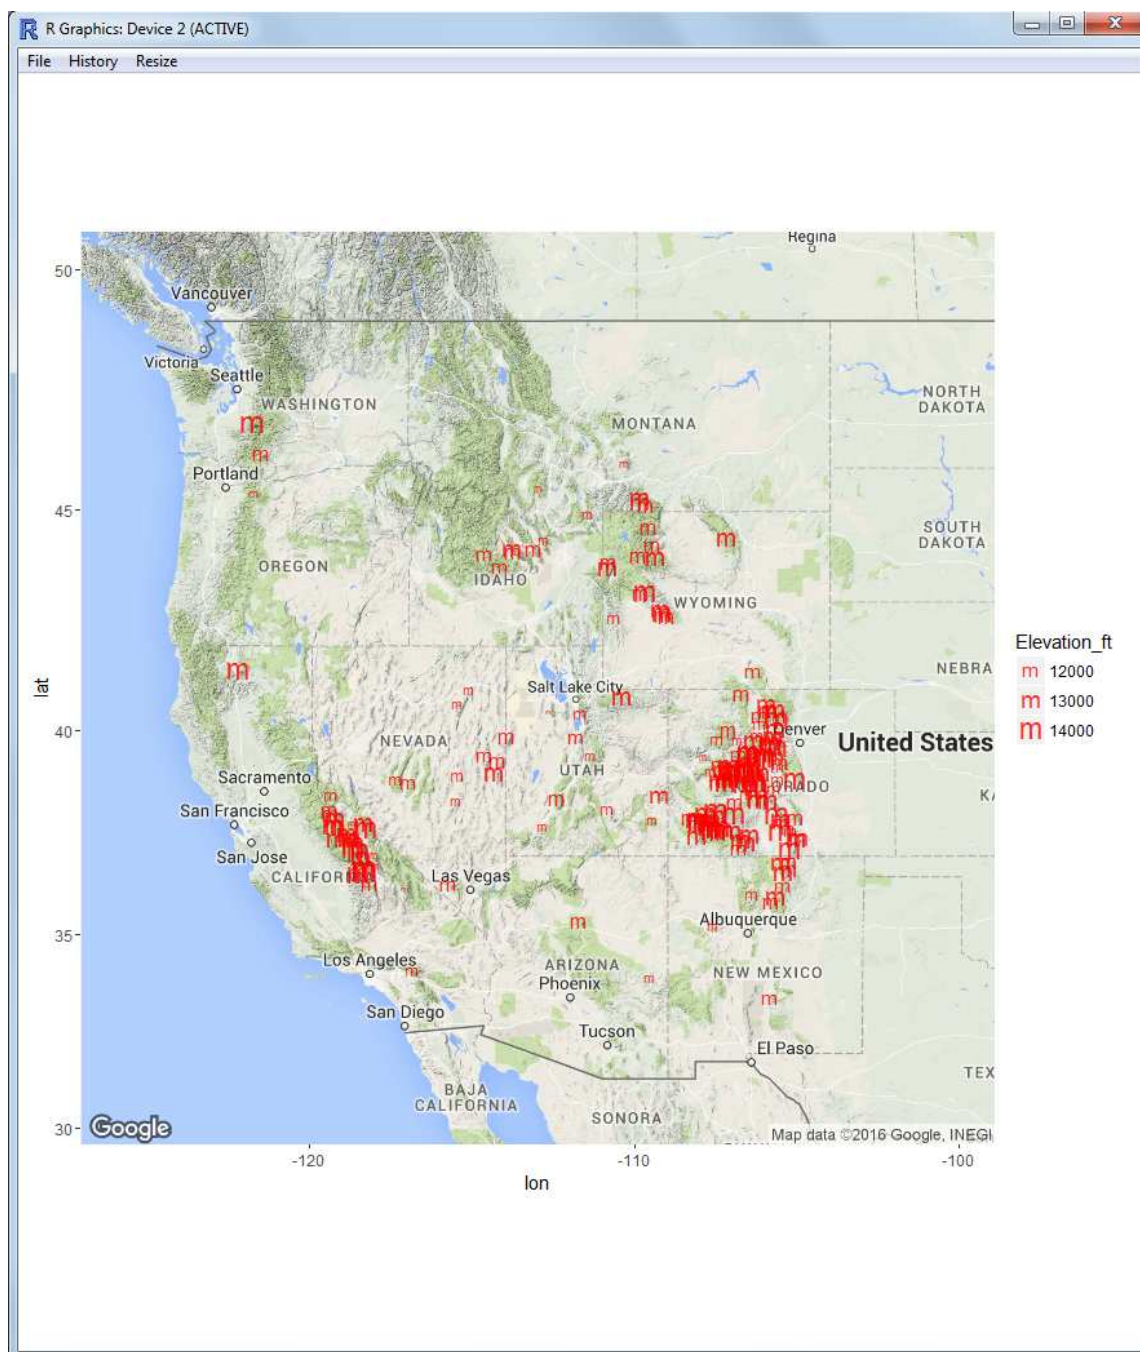 R Graphics: Device 2 (ACTIVE)
File History Resize
Regina
50
Vancouver
Victoria
Seattle
WASHINGTON
NORTH
DAKOTA
MONTANA
Portland
45
SOUTH
DAKOTA
OREGON
IDAHO
WYOMING
Elevation_ft
m 12000
m 13000
m 14000
lat
Salt Lake City
NEBRA
40
NEVADA
Denver
United States
UTAH
Sacramento
San Francisco
San Jose
CALIFOR
Las Vegas
Albuquerque
35
Los Angeles
ARIZONA
NEW MEXICO
Phoenix
San Diego
Tucson
El Paso
TEX
BAJA
CALIFORNIA
SONORA
30
Google
Map data ©2016 Google, INEGI
-120
-110
-100
lon